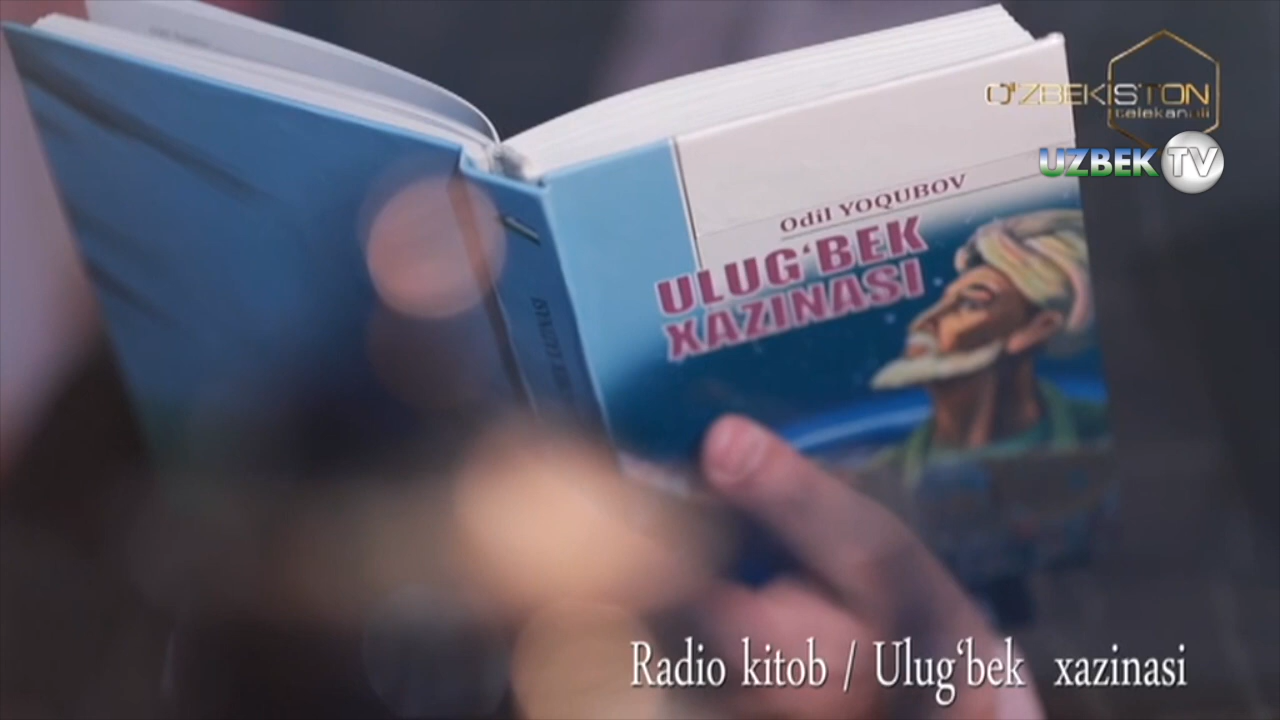 O'ZBEKISTON
telekanali
UZBEK TV
Odil YOQUBOV
ULUG‘BEK
XAZINASI
Radio kitob / Ulug‘bek xazinasi